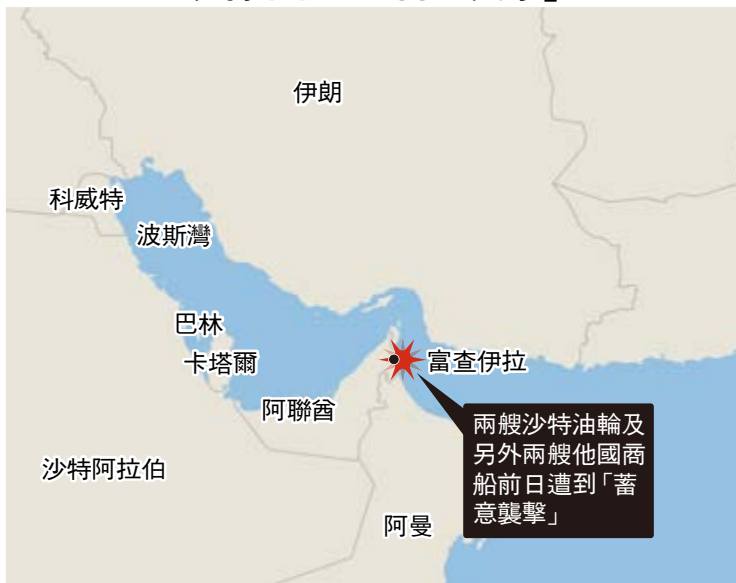 伊朗
科威特
波斯灣
巴林
卡塔爾
富查伊拉
阿聯酋
兩艘沙特油輪及
另外兩艘他國商
船前日遭到「蓄
意襲擊」
沙特阿拉伯
阿曼